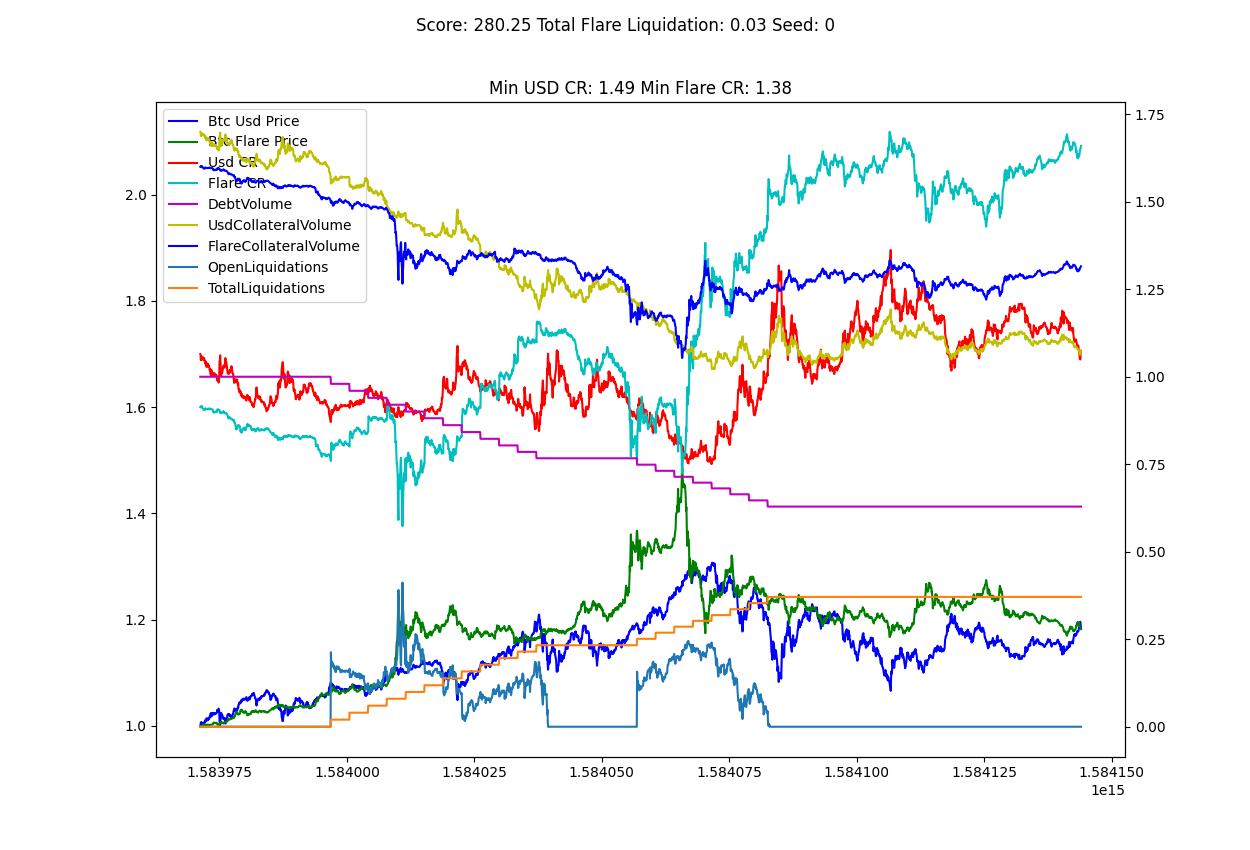 Score: 280.25 Total Flare Liquidation: 0.03 Seed: 0
Min USD CR: 1.49 Min Flare CR: 1.38
Btc Usd Price
Btc Flare Price
Usd CR
Flare CR
DebtVolume
UsdCollateralVolume
FlareCollateralVolume
OpenLiquidations
TotalLiquidations
2.0
1.8
1.6
1.4
1.2
1.0
1.75
1.50
1.25
1.00
0.75
0.50
0.25
0.00
1.583975 1.584000 1.584025 1.584050 1.584075 1.584100 1.584125 1.584150
1e15